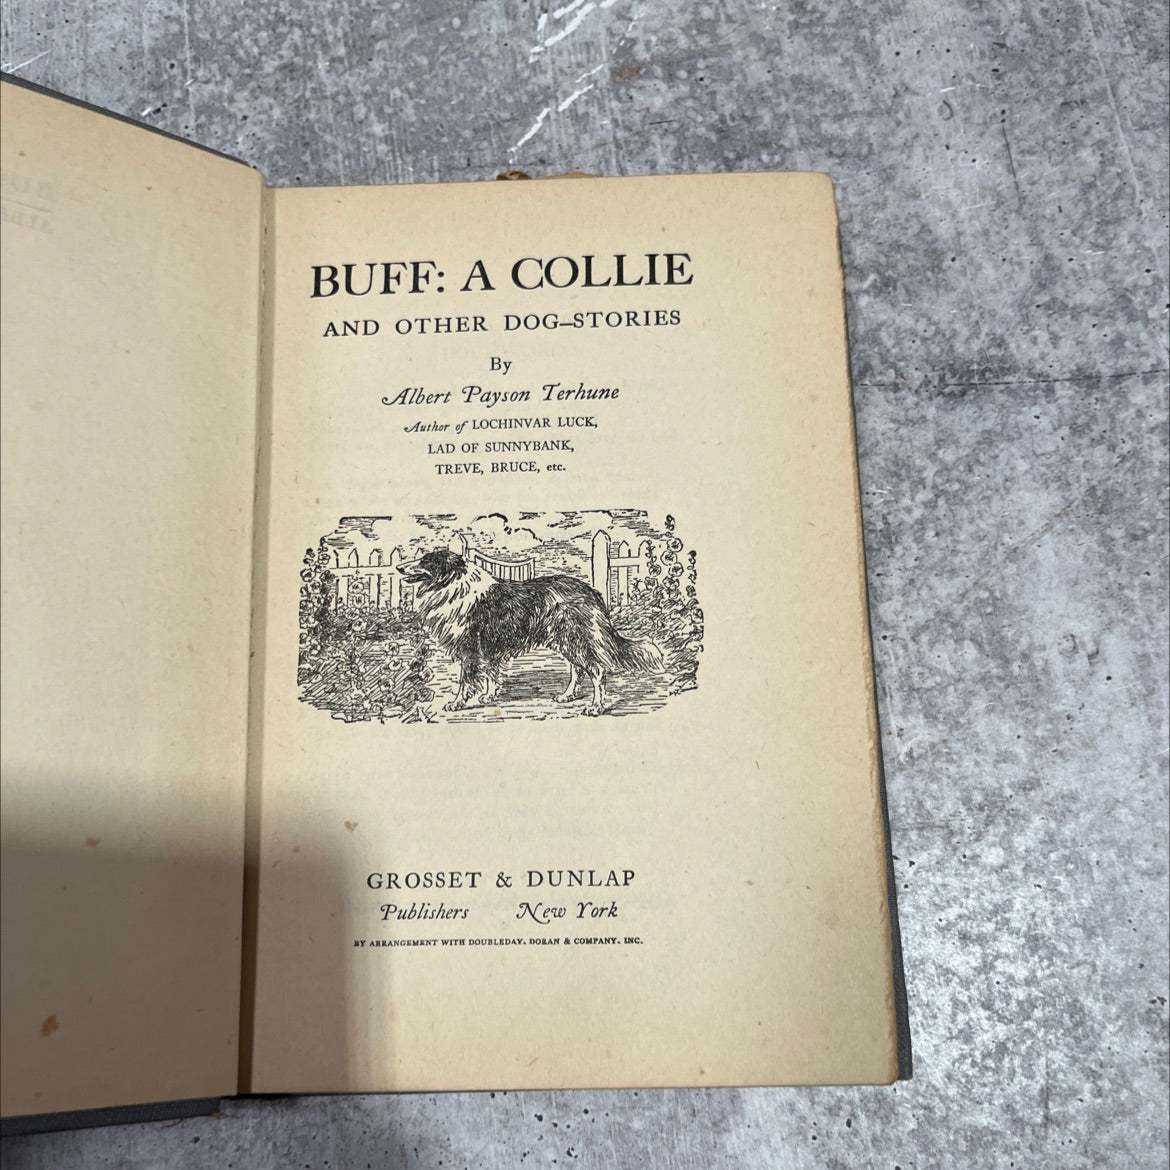 BUFF: A COLLIE
AND OTHER DOG—STORIES
By
Albert Payson Terhune
Author of LOCHINVAR LUCK,
LAD OF SUNNYBANK,
TREVE, BRUCE, etc.
GROSSET & DUNLAP
Publishers New York
BY ARRANGEMENT WITH DOUBLEDAY, DORAN & COMPANY, INC.